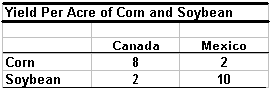 Yield Per Acre of Corn and Soybean
Canada Mexico
Corn 8 2
Soybean 2 10